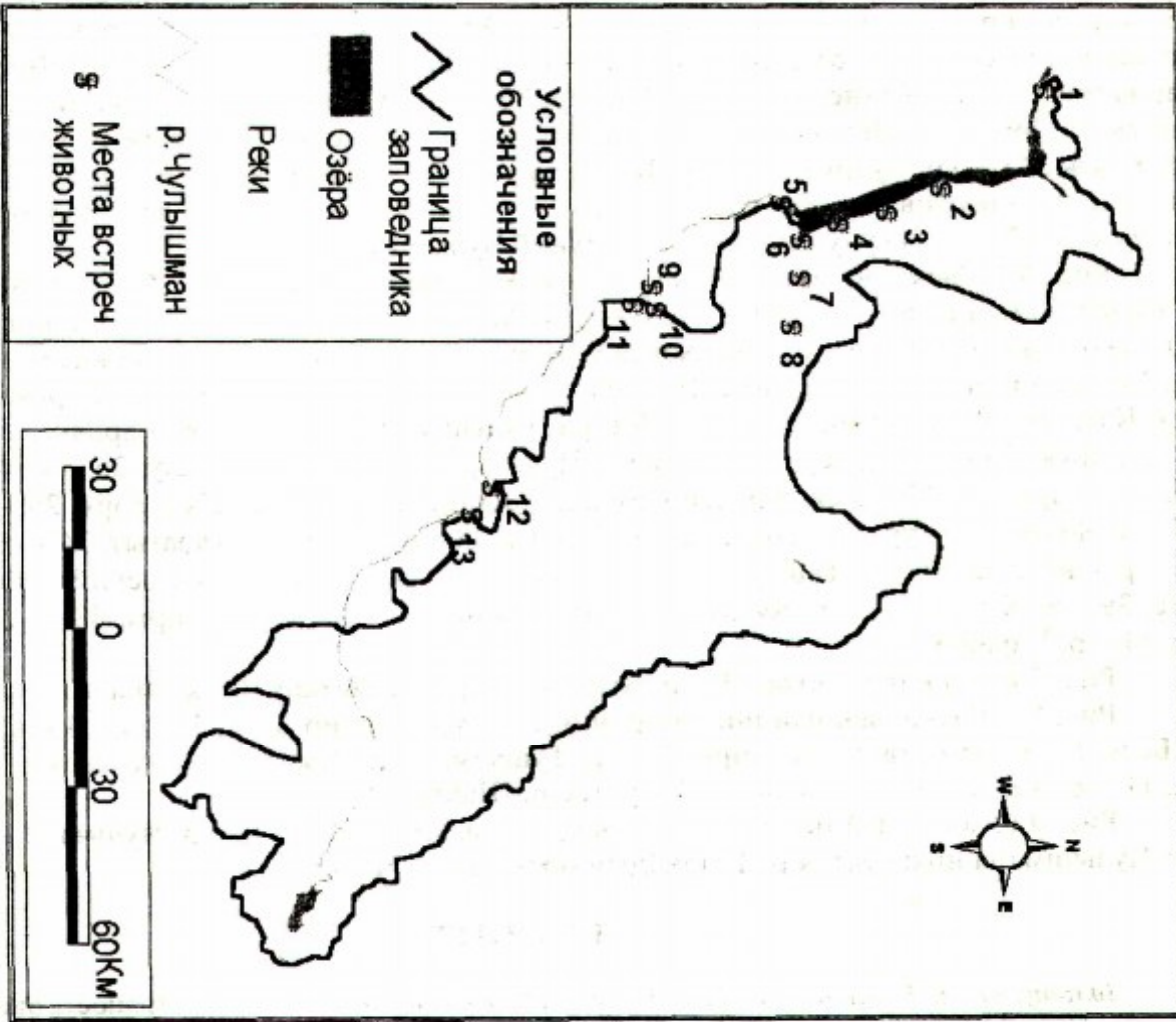 1
2
3
4
5
6
7
8
9
10
11
12
13
N
W
E
S
Условные
обозначения
Граница
заповедника
Озёра
Реки
р. Чулышман
Места встреч
животных
30 0 30 60Км